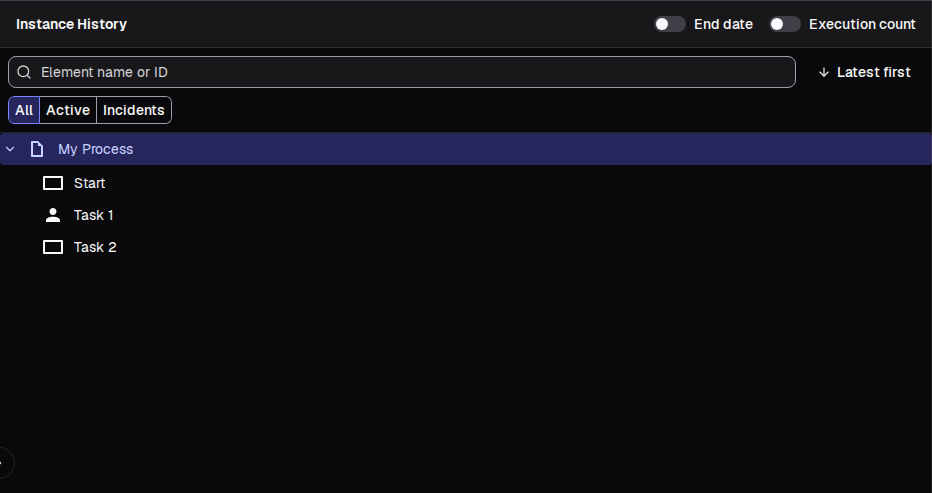 Instance History
End date
Execution count
Element name or ID
Latest first
All
Active
Incidents
My Process
Start
Task 1
Task 2